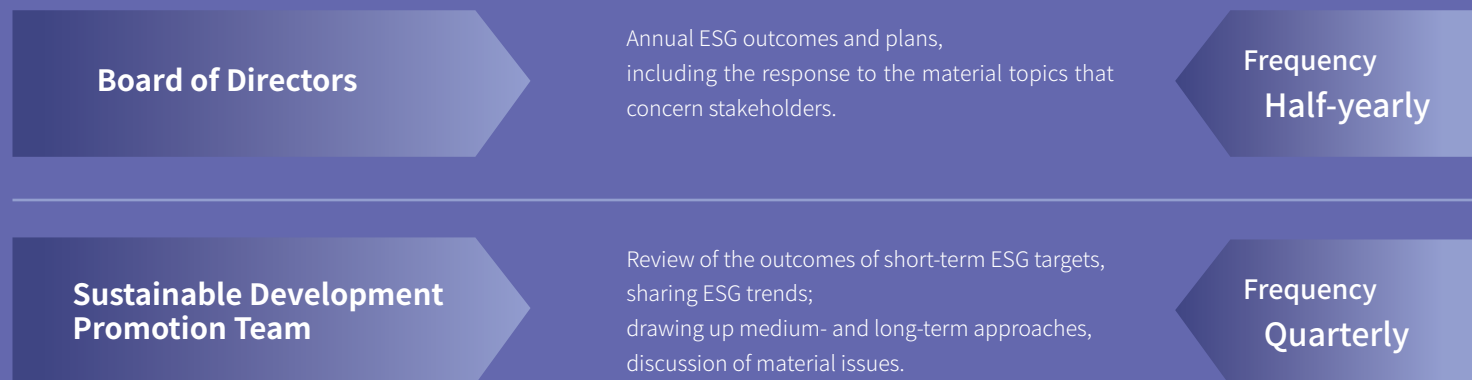 Board of Directors
Annual ESG outcomes and plans,
including the response to the material topics that
concern stakeholders.
Frequency
Half-yearly
Sustainable Development
Promotion Team
Review of the outcomes of short-term ESG targets,
sharing ESG trends;
drawing up medium- and long-term approaches,
discussion of material issues.
Frequency
Quarterly